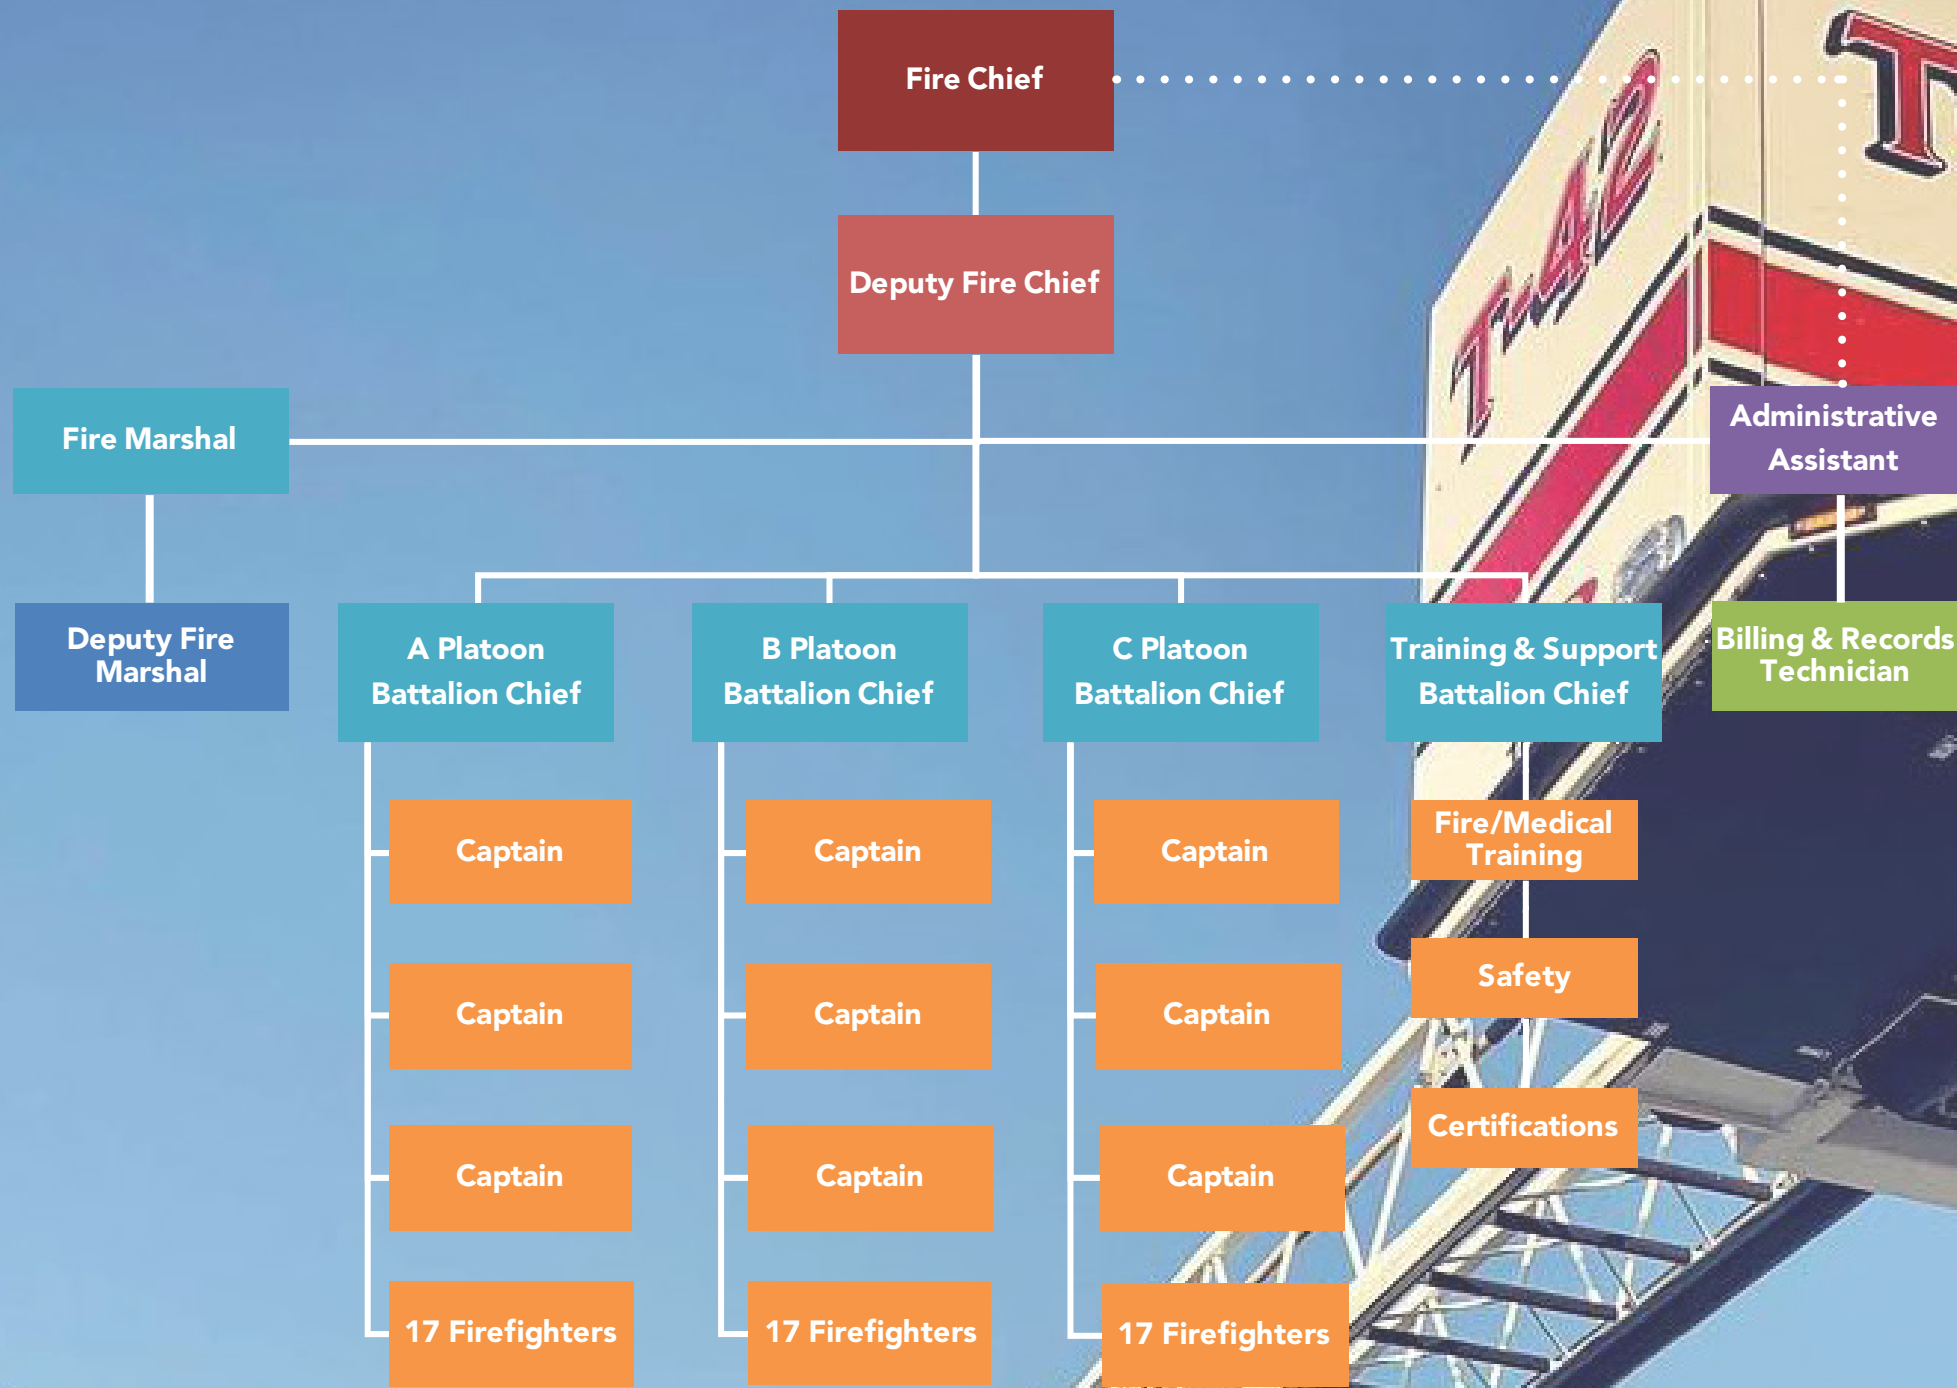 Fire Chief
Deputy Fire Chief
Fire Marshal
Administrative
Assistant
Deputy Fire
Marshal
A Platoon
Battalion Chief
B Platoon
Battalion Chief
C Platoon
Battalion Chief
Training & Support
Battalion Chief
Billing & Records
Technician
Captain
Captain
Captain
Fire/Medical
Training
Captain
Captain
Captain
Safety
Captain
Captain
Captain
Certifications
17 Firefighters
17 Firefighters
17 Firefighters
T-42
T